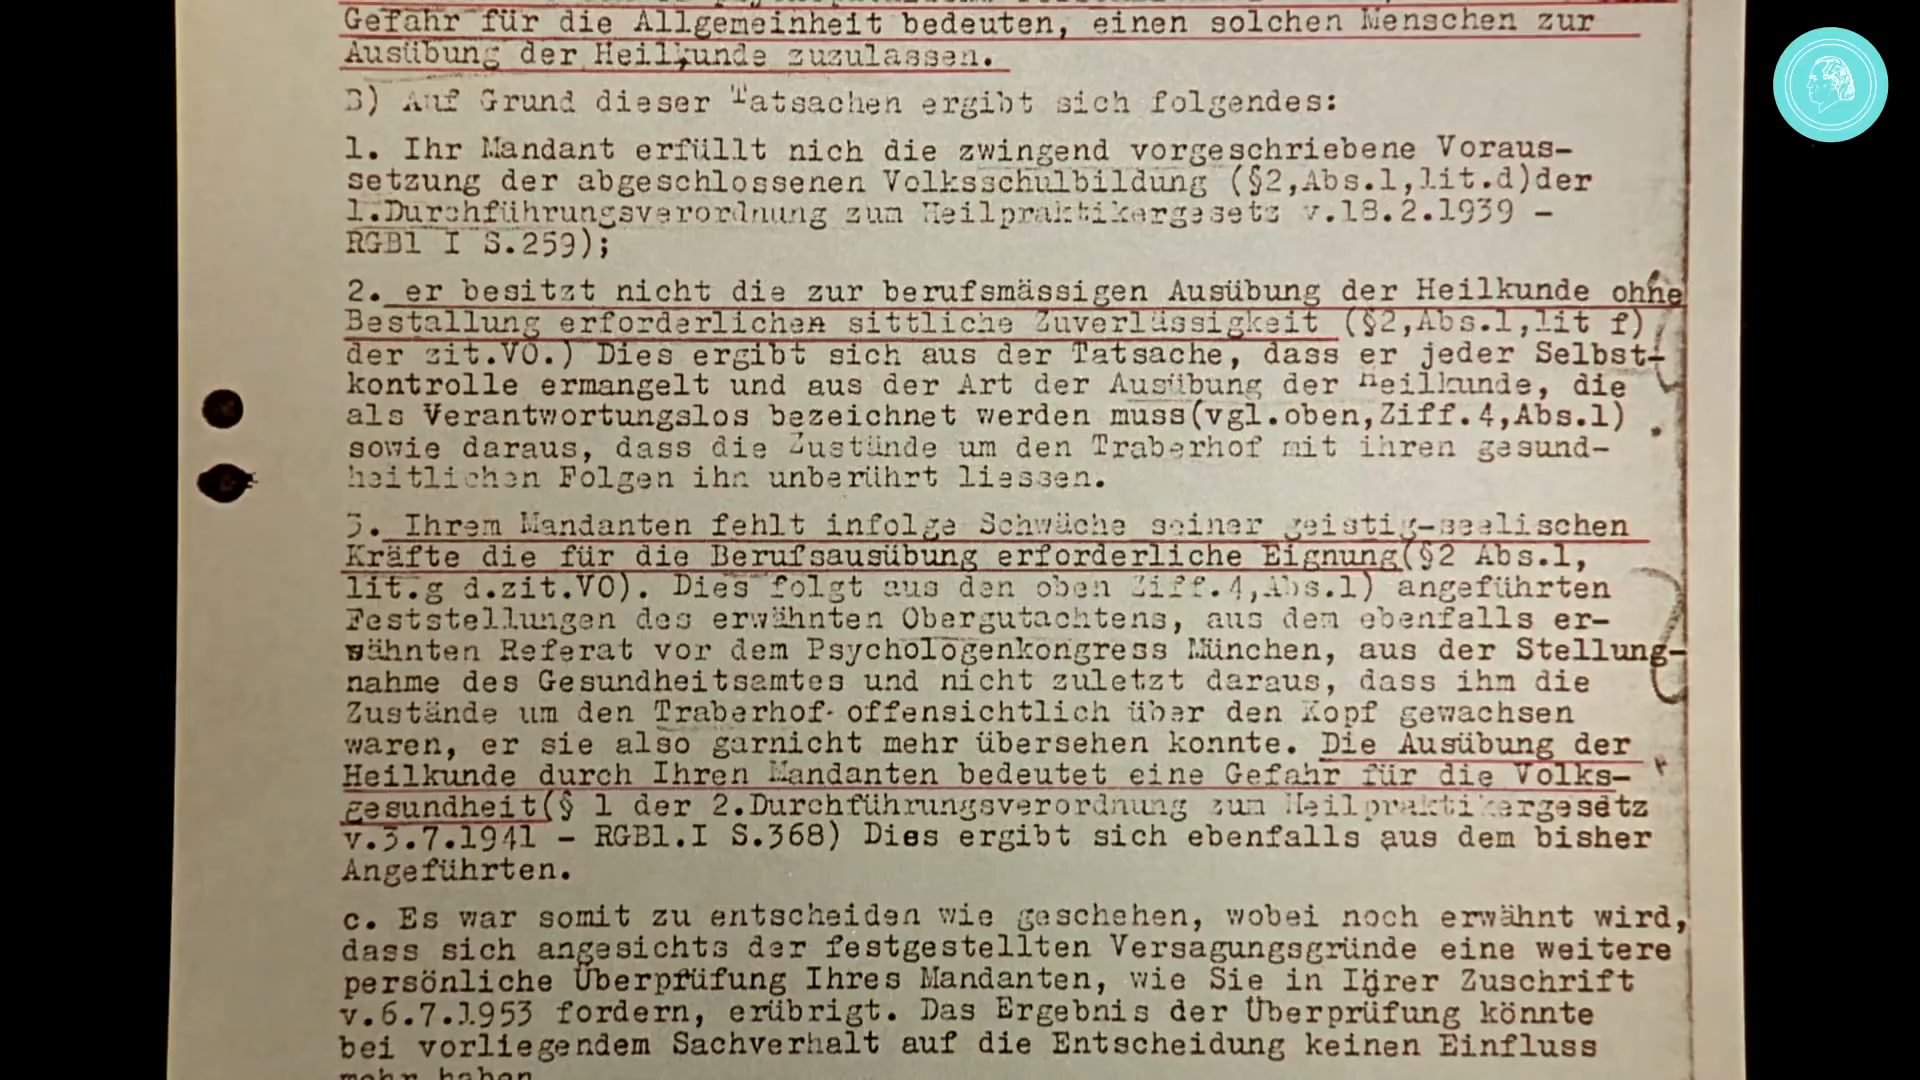 Gefahr für die Allgemeinheit bedeuten, einen solchen Menschen zur
Ausübung der Heilkunde zuzulassen.
B) Auf Grund dieser Tatsachen ergibt sich folgendes:
1. Ihr Mandant erfüllt nich die zwingend vorgeschriebene Voraus-
setzung der abgeschlossenen Volksschulbildung (§2,Abs.1,lit.d)der
1.Durchführungsverordnung zum Heilpraktikergesetz v.18.2.1939 -
RGBl I S.259);
2. er besitzt nicht die zur berufsmässigen Ausübung der Heilkunde ohne
Bestallung erforderlichen sittliche Zuverlässigkeit (§2,Abs.1,lit f)
der zit.VO.) Dies ergibt sich aus der Tatsache, dass er jeder Selbst-
kontrolle ermangelt und aus der Art der Ausübung der Heilkunde, die
als Verantwortungslos bezeichnet werden muss(vgl.oben,Ziff.4,Abs.1)
sowie daraus, dass die Zustände um den Traberhof mit ihren gesund-
heitlichen Folgen ihn unberührt liessen.
3. Ihrem Mandanten fehlt infolge Schwäche seiner geistig-seelischen
Kräfte die für die Berufsausübung erforderliche Eignung(§2 Abs.1,
lit.g d.zit.VO). Dies folgt aus den oben Ziff.4,Abs.1) angeführten
Feststellungen des erwähnten Obergutachtens, aus dem ebenfalls er-
wähnten Referat vor dem Psychologenkongress München, aus der Stellung-
nahme des Gesundheitsamtes und nicht zuletzt daraus, dass ihm die
Zustände um den Traberhof offensichtlich über den Kopf gewachsen
waren, er sie also garnicht mehr übersehen konnte. Die Ausübung der
Heilkunde durch Ihren Mandanten bedeutet eine Gefahr für die Volks-
gesundheit(§ 1 der 2.Durchführungsverordnung zum Heilpraktikergesetz
v.3.7.1941 - RGBl.I S.368) Dies ergibt sich ebenfalls aus dem bisher
Angeführten.
c. Es war somit zu entscheiden wie geschehen, wobei noch erwähnt wird,
dass sich angesichts der festgestellten Versagungsgründe eine weitere
persönliche Überprüfung Ihres Mandanten, wie Sie in Ihrer Zuschrift
v.6.7.1953 fordern, erübrigt. Das Ergebnis der Überprüfung könnte
bei vorliegendem Sachverhalt auf die Entscheidung keinen Einfluss
mehr haben